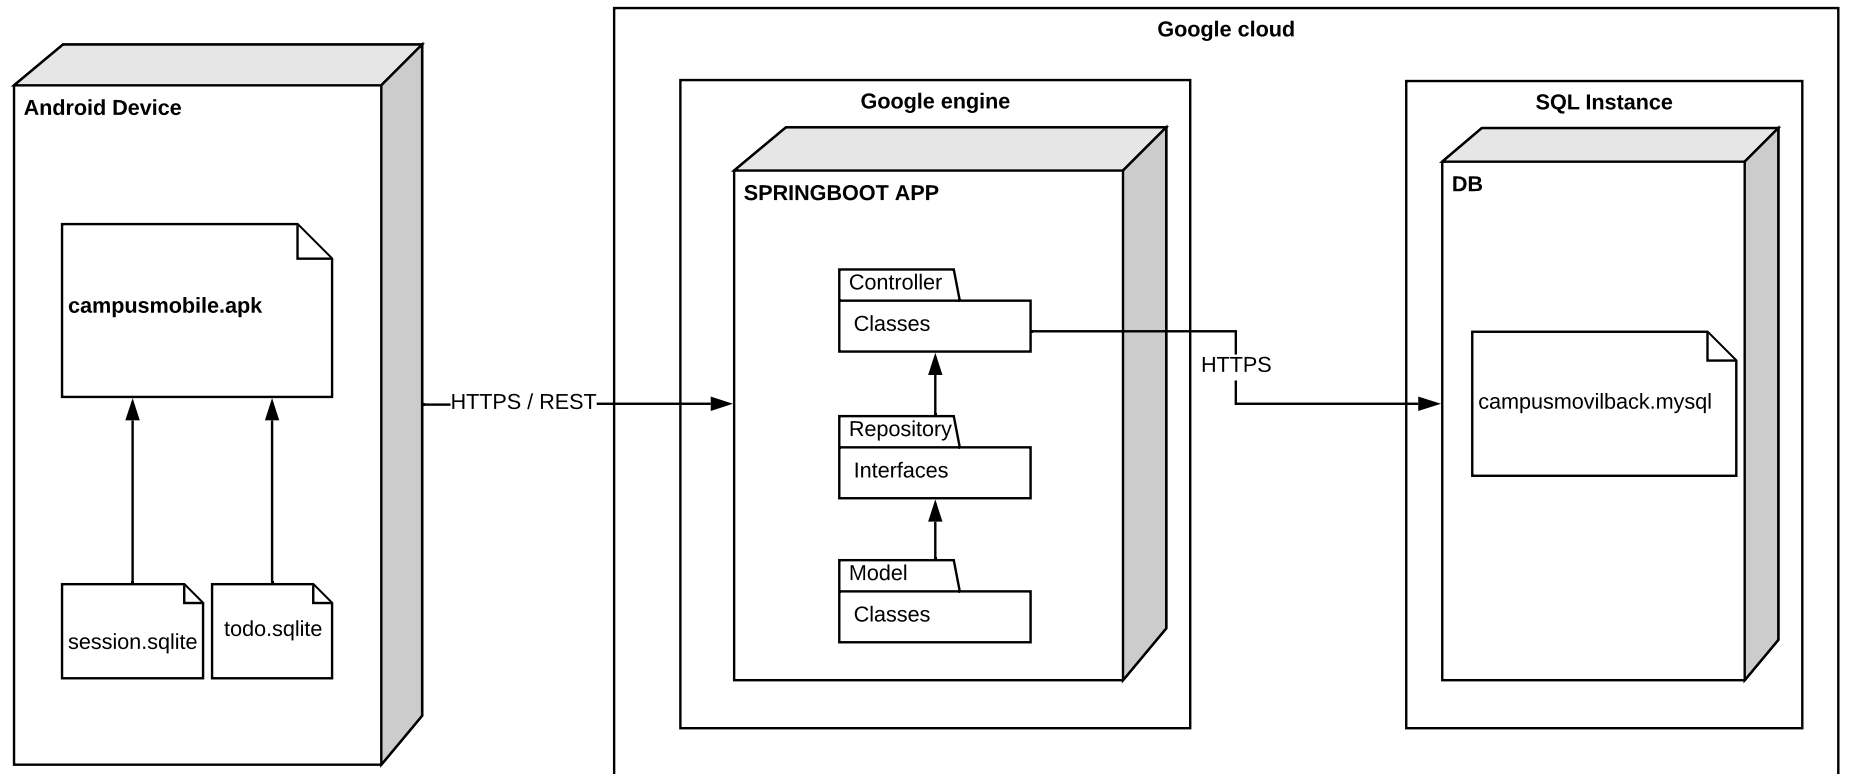 Google cloud
Android Device
campusmobile.apk
session.sqlite
todo.sqlite
HTTPS / REST
Google engine
SPRINGBOOT APP
Controller
Classes
Repository
Interfaces
Model
Classes
HTTPS
SQL Instance
DB
campusmovilback.mysql